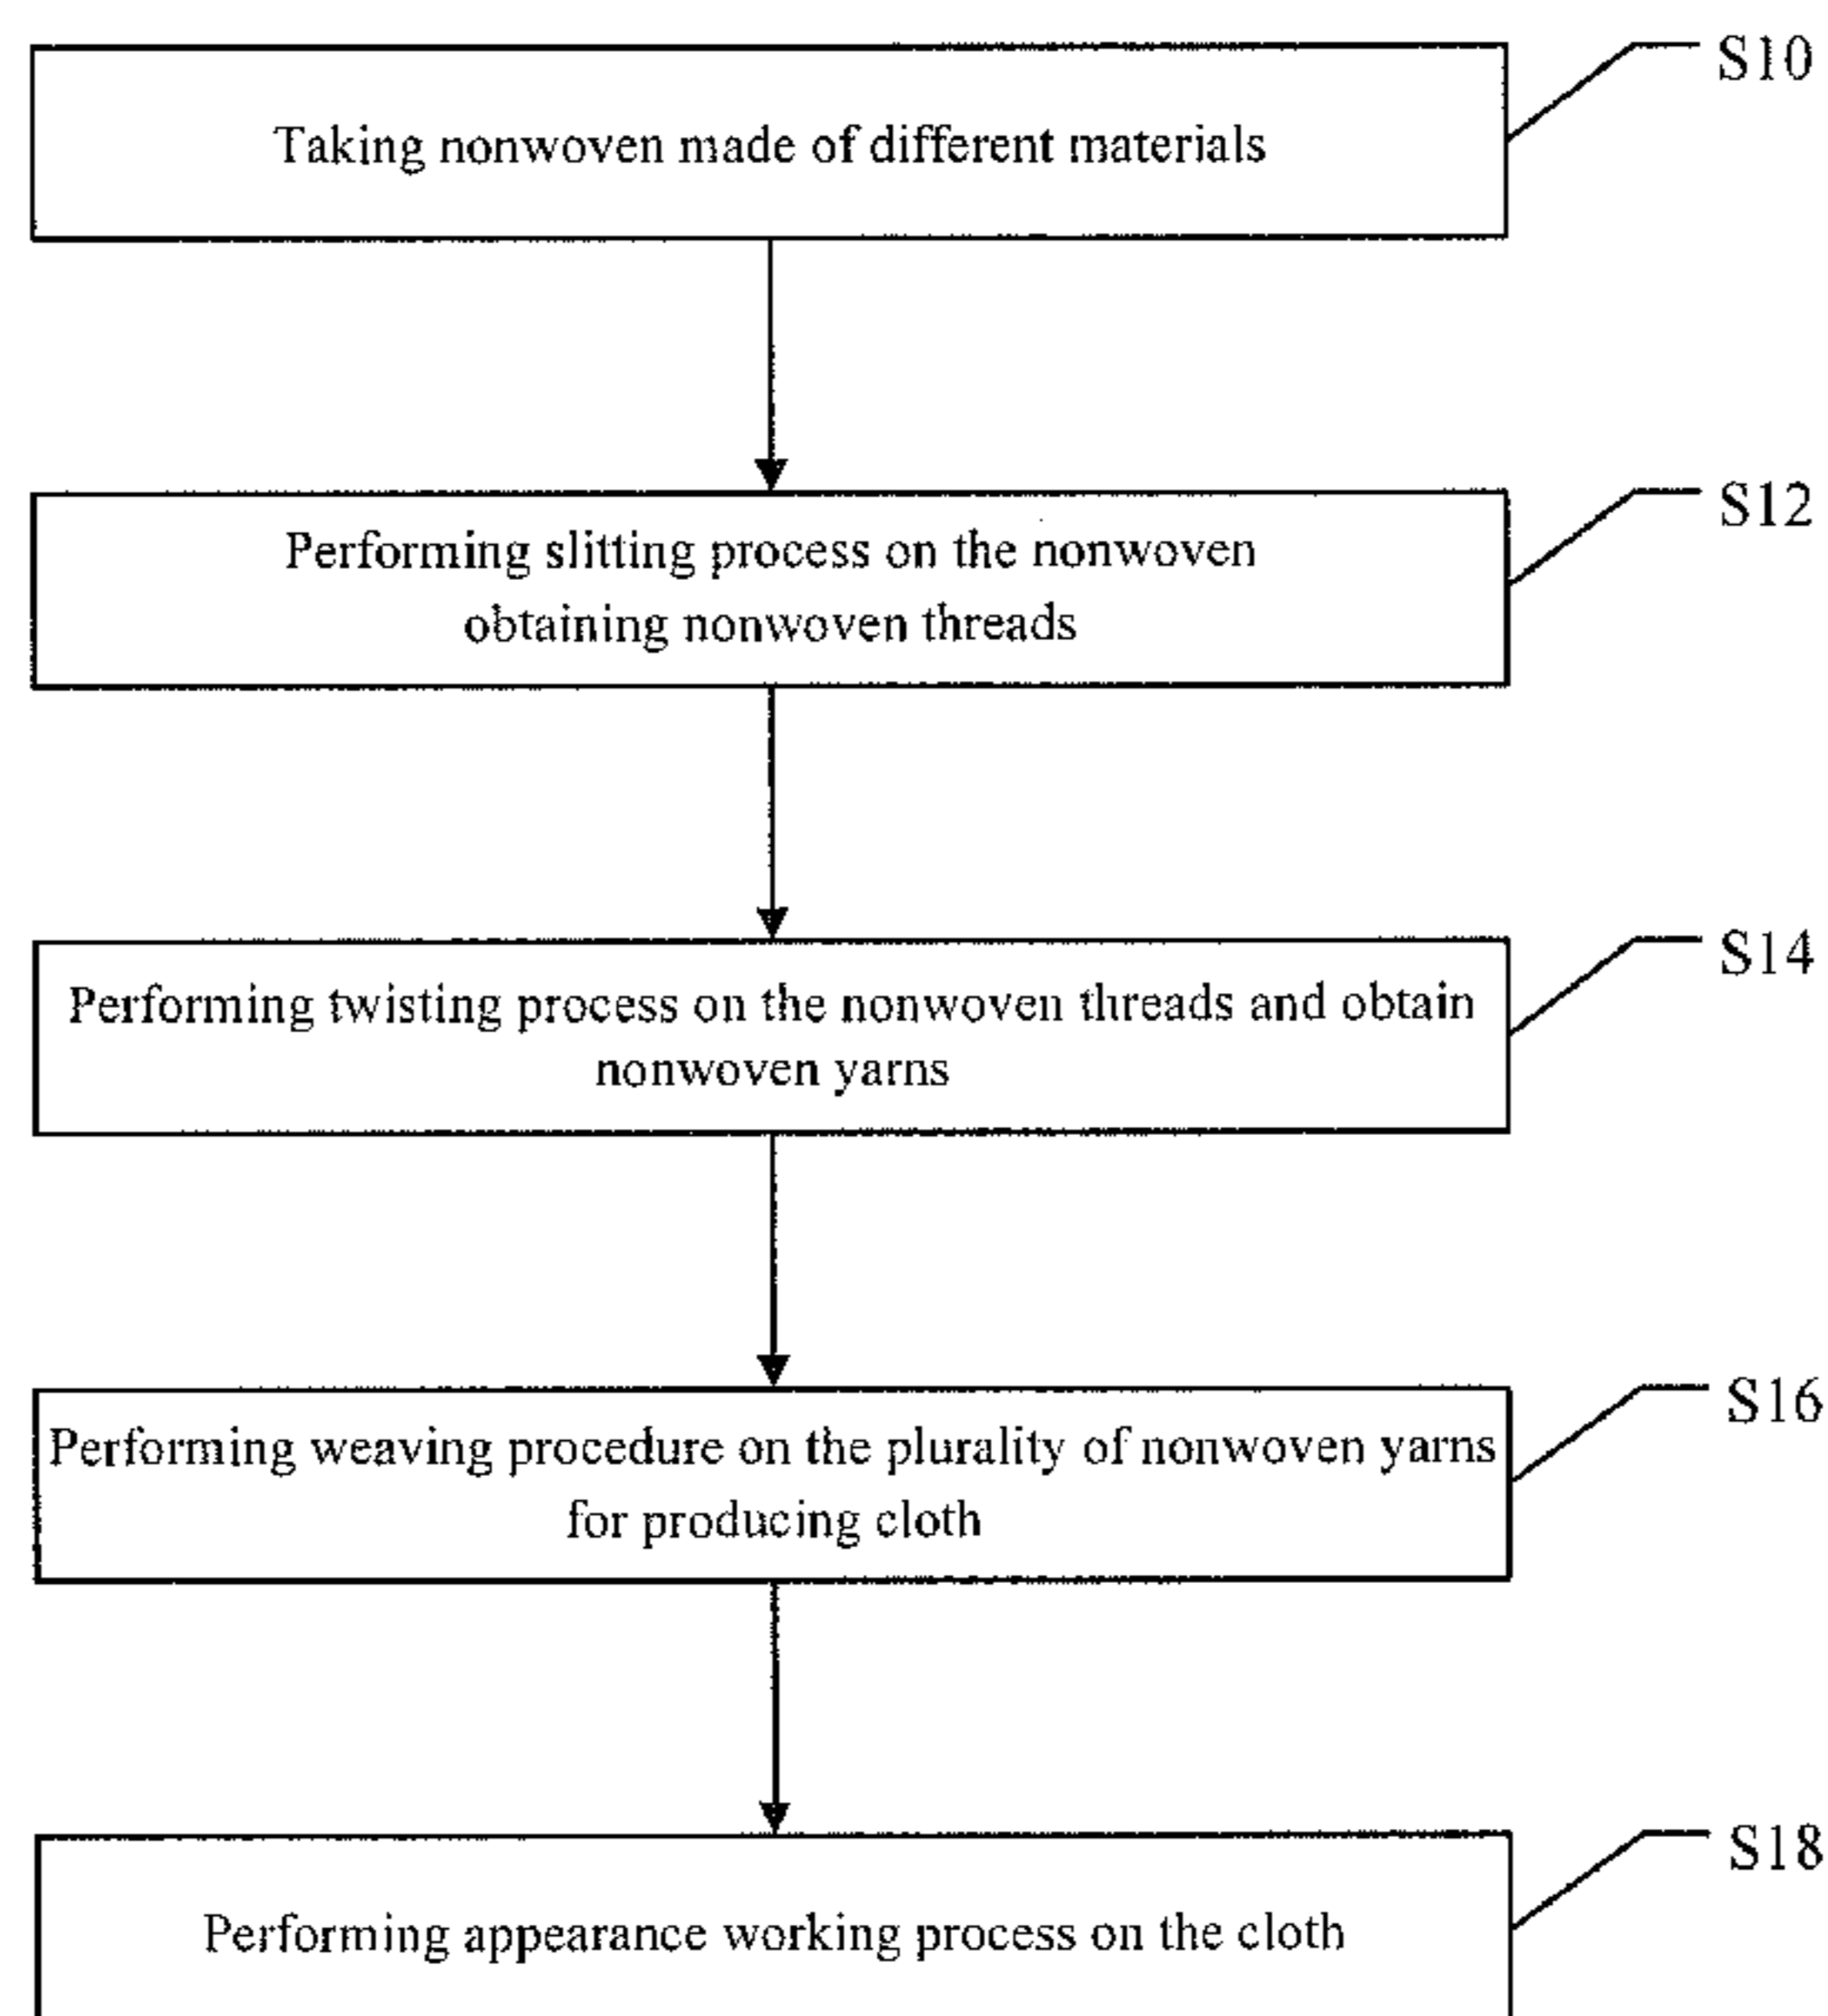 S10
Taking nonwoven made of different materials
S12
Performing slitting process on the nonwoven
obtaining nonwoven threads
S14
Performing twisting process on the nonwoven threads and obtain
nonwoven yarns
S16
Performing weaving procedure on the plurality of nonwoven yarns
for producing cloth
S18
Performing appearance working process on the cloth